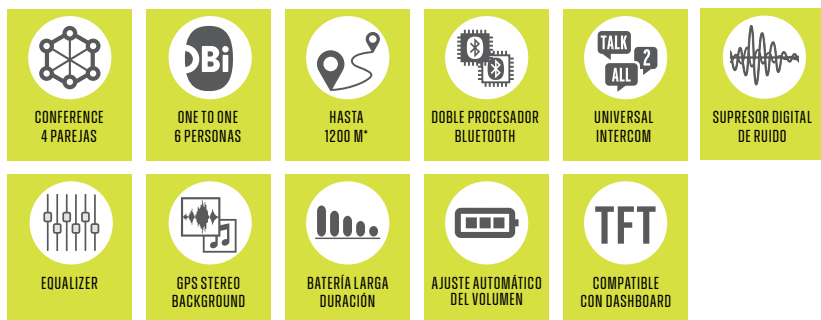 OBi
TALK
2
ALL
CONFERENCE
4 PAREJAS
ONE TO ONE
6 PERSONAS
HASTA
1200 M*
DOBLE PROCESADOR
BLUETOOTH
UNIVERSAL
INTERCOM
SUPRESOR DIGITAL
DE RUIDO
TFT
EQUALIZER
GPS STEREO
BACKGROUND
BATERÍA LARGA
DURACIÓN
AJUSTE AUTOMÁTICO
DEL VOLUMEN
COMPATIBLE
CON DASHBOARD